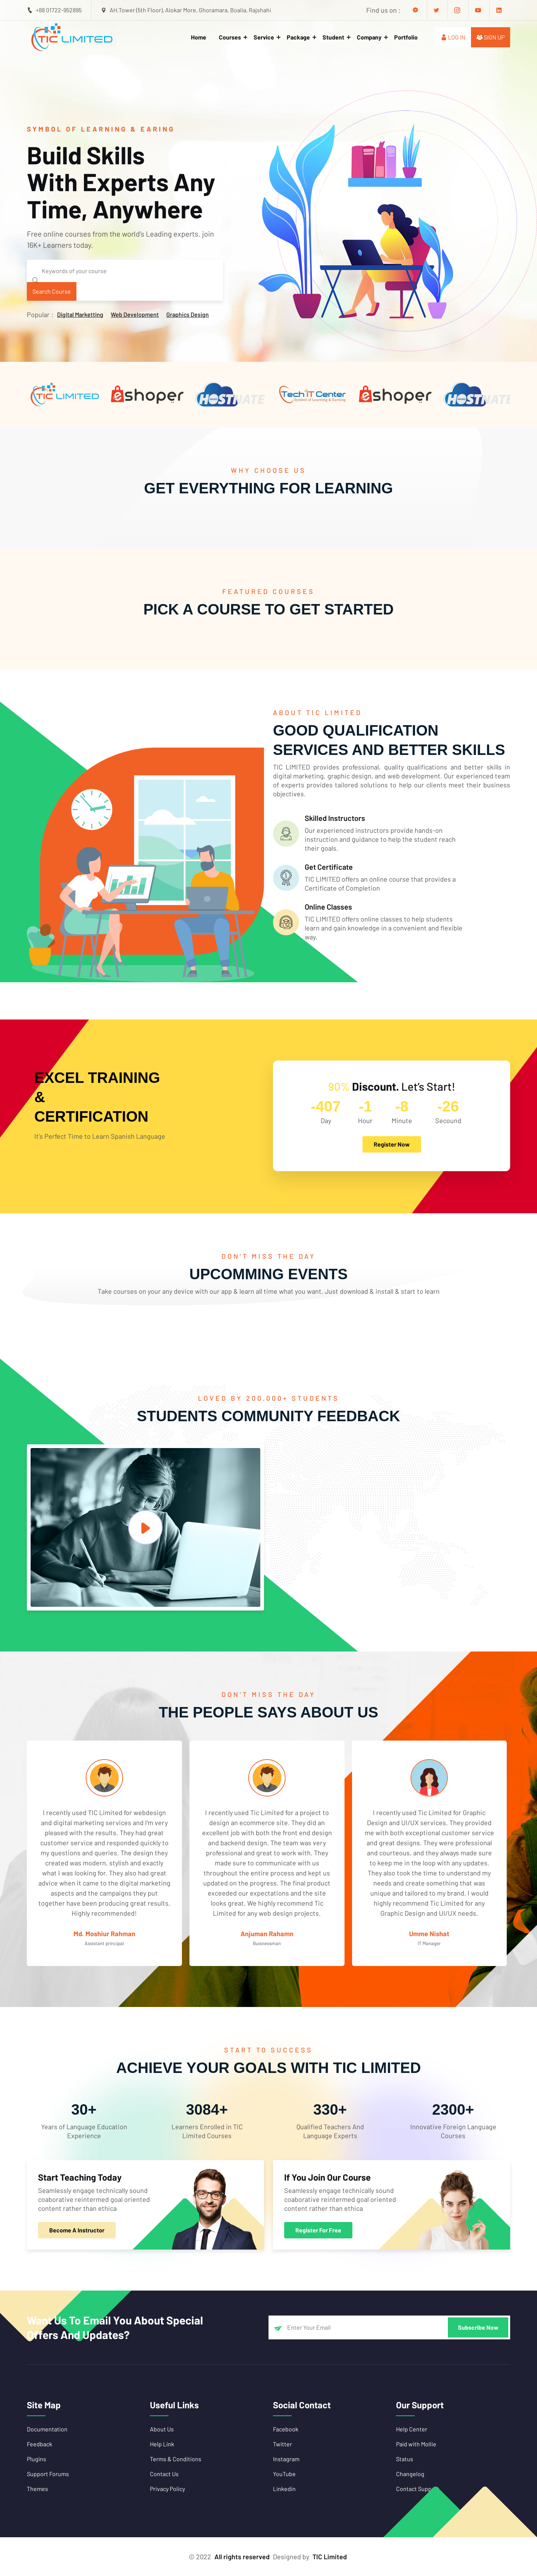 +88 01722-952895
AH.Tower (5th Floor), Alokar More, Ghoramara, Boalia, Rajshahi
Find us on :
TIC LIMITED
Home
Courses +
Service +
Package +
Student +
Company +
Portfolio
LOG IN
SIGN UP
SYMBOL OF LEARNING & EARING
Build Skills
With Experts Any
Time, Anywhere
Free online courses from the world's Leading experts. join
16K+ Learners today.
Keywords of your course
Search Course
Popular :
Digital Marketting
Web Development
Graphics Design
TIC LIMITED
eshoper
HOSTNATE
Tech IT Center
Symbol of Learning & Earning
eshoper
HOSTNATE
WHY CHOOSE US
GET EVERYTHING FOR LEARNING
FEATURED COURSES
PICK A COURSE TO GET STARTED
ABOUT TIC LIMITED
GOOD QUALIFICATION
SERVICES AND BETTER SKILLS
TIC LIMITED provides professional, quality qualifications and better skills in
digital marketing, graphic design, and web development. Our experienced team
of experts provides tailored solutions to help our clients meet their business
objectives.
Skilled Instructors
Our experienced instructors provide hands-on
instruction and guidance to help the student reach
their goals.
Get Certificate
TIC LIMITED offers an online course that provides a
Certificate of Completion
Online Classes
TIC LIMITED offers online classes to help students
learn and gain knowledge in a convenient and flexible
way.
EXCEL TRAINING
&
CERTIFICATION
It's Perfect Time to Learn Spanish Language
90% Discount. Let's Start!
-407
-1
-8
-26
Day
Hour
Minute
Secound
Register Now
DON'T MISS THE DAY
UPCOMMING EVENTS
Take courses on your any device with our app & learn all time what you want. Just download & install & start to learn
LOVED BY 200,000+ STUDENTS
STUDENTS COMMUNITY FEEDBACK
DON'T MISS THE DAY
THE PEOPLE SAYS ABOUT US
I recently used TIC Limited for webdesign
and digital marketing services and I'm very
pleased with the results. They had great
customer service and responded quickly to
my questions and queries. The design they
created was modern, stylish and exactly
what I was looking for. They also had great
advice when it came to the digital marketing
aspects and the campaigns they put
together have been producing great results.
Highly recommended!
Md. Moshiur Rahman
Assistant principal
I recently used Tic Limited for a project to
design an ecommerce site. They did an
excellent job with both the front end design
and backend design. The team was very
professional and great to work with. They
made sure to communicate with us
throughout the entire process and kept us
updated on the progress. The final product
exceeded our expectations and the site
looks great. We highly recommend Tic
Limited for any web design projects.
Anjuman Rahamn
Businessman
I recently used Tic Limited for Graphic
Design and UI/UX services. They provided
me with both exceptional customer service
and great designs. They were professional
and courteous, and they always made sure
to keep me in the loop with any updates.
They also took the time to understand my
needs and create something that was
unique and tailored to my brand. I would
highly recommend Tic Limited for any
Graphic Design and UI/UX needs.
Umme Nishat
IT Manager
START TO SUCCESS
ACHIEVE YOUR GOALS WITH TIC LIMITED
30+
Years of Language Education
Experience
3084+
Learners Enrolled in TIC
Limited Courses
330+
Qualified Teachers And
Language Experts
2300+
Innovative Foreign Language
Courses
Start Teaching Today
Seamlessly engage technically sound
coaborative reintermed goal oriented
content rather than ethica
Become A Instructor
If You Join Our Course
Seamlessly engage technically sound
coaborative reintermed goal oriented
content rather than ethica
Register For Free
Want Us To Email You About Special
Offers And Updates?
Enter Your Email
Subscribe Now
Site Map
Documentation
Feedback
Plugins
Support Forums
Themes
Useful Links
About Us
Help Link
Terms & Conditions
Contact Us
Privacy Policy
Social Contact
Facebook
Twitter
Instagram
YouTube
Linkedin
Our Support
Help Center
Paid with Mollie
Status
Changelog
Contact Supp
© 2022 All rights reserved Designed by TIC Limited